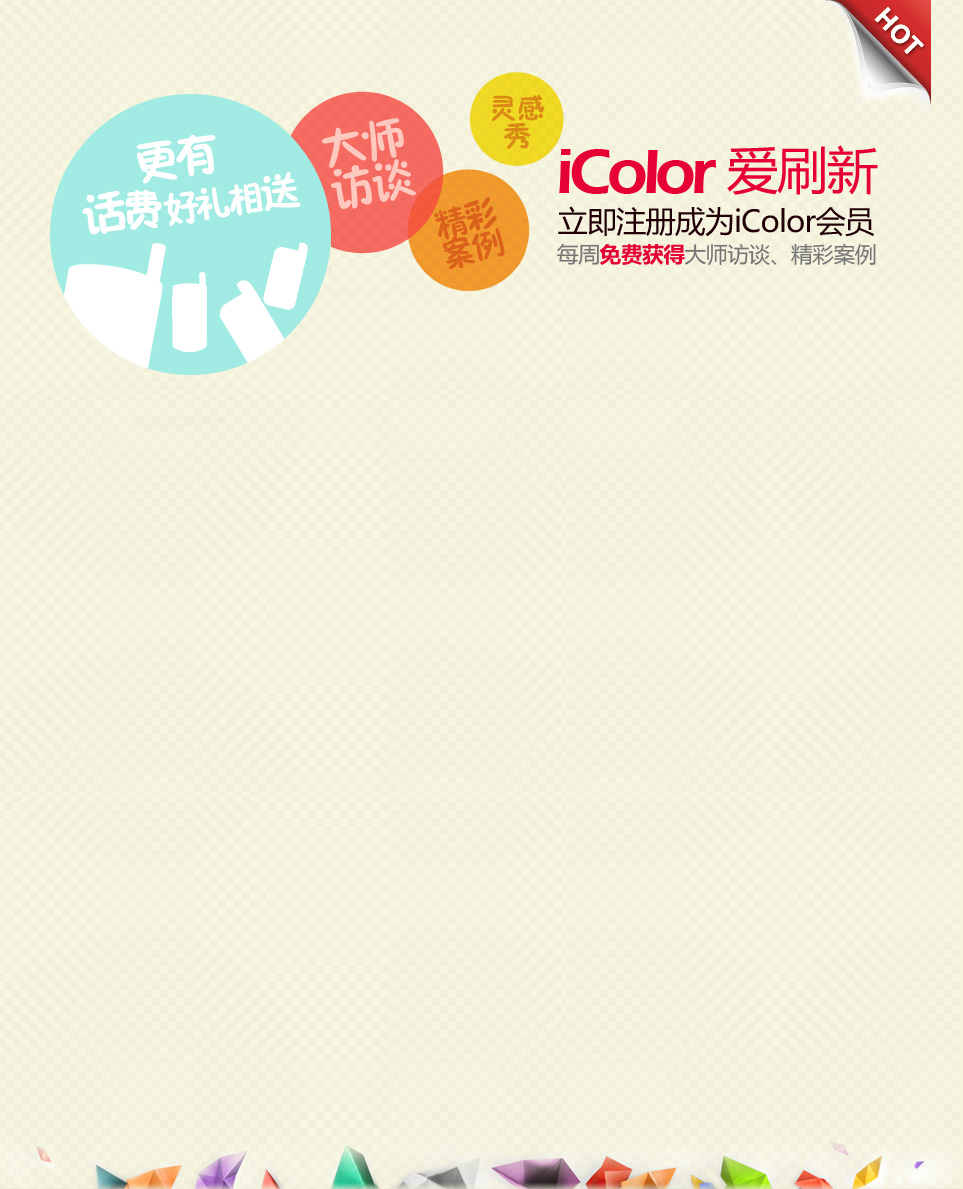 HOT
更有
话费好礼相送
大师
访谈
精彩
案例
灵感
秀
iColor 爱刷新
立即注册成为iColor会员
每周免费获得大师访谈、精彩案例